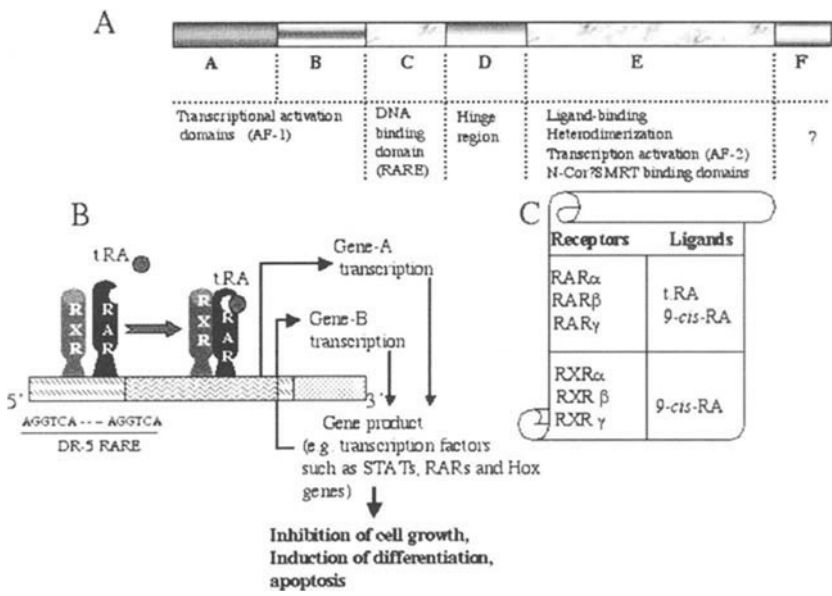 A
A B C D E F
Transcriptional activation
domains (AF-1)
DNA
binding
domain
(RARE)
Hinge
region
Ligand-binding
Heterodimerization
Transcription activation (AF-2)
N-Cor?SMRT binding domains
?
B
tRA
tRA
RXR
RAR
RXR
RAR
Gene-A
transcription
Gene-B
transcription
5'
3'
AGGTCA ---- AGGTCA
DR-5 RARE
Gene product
(e.g. transcription factors
such as STATs, RARs and Hox
genes)
Inhibition of cell growth,
Induction of differentiation,
apoptosis
C
Receptors Ligands
RARα
RARβ
RARγ
t.RA
9-cis-RA
RXRα
RXR β
RXR γ
9-cis-RA